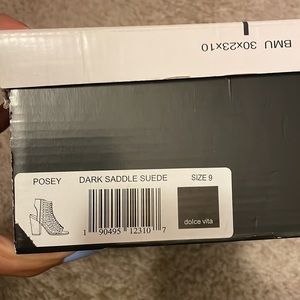 BMU 30x23x10
POSEY DARK SADDLE SUEDE SIZE 9
dolce vita
1 90495 12310 7